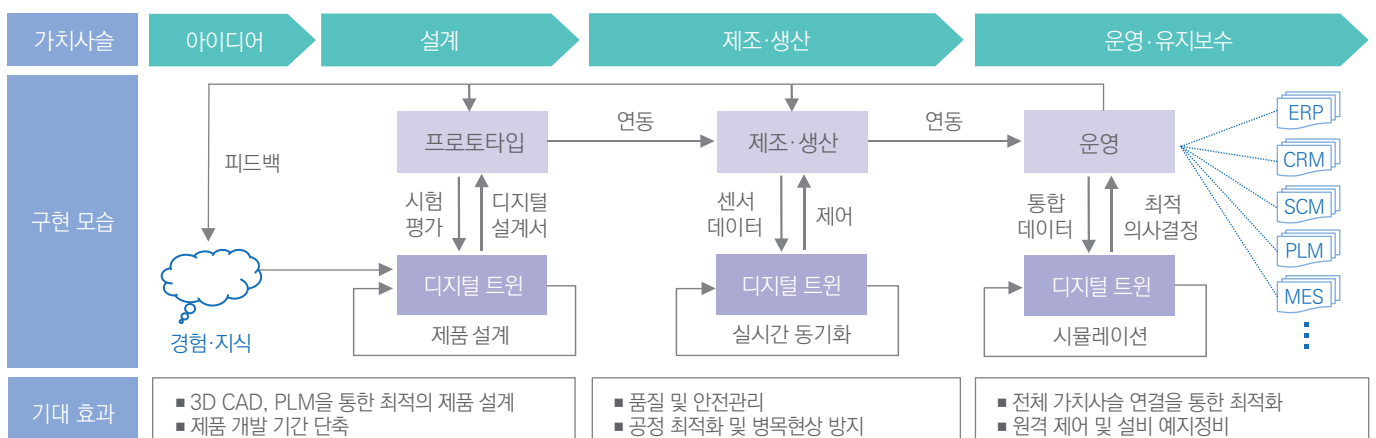 가치사슬
아이디어
설계
제조·생산
운영·유지보수
구현 모습
피드백
경험·지식
프로토타입
연동
제조·생산
연동
운영
시험
평가
디지털
설계서
센서
데이터
제어
통합
데이터
최적
의사결정
디지털 트윈
디지털 트윈
디지털 트윈
제품 설계
실시간 동기화
시뮬레이션
ERP
CRM
SCM
PLM
MES
기대 효과
■ 3D CAD, PLM을 통한 최적의 제품 설계
■ 제품 개발 기간 단축
■ 품질 및 안전관리
■ 공정 최적화 및 병목현상 방지
■ 전체 가치사슬 연결을 통한 최적화
■ 원격 제어 및 설비 예지정비